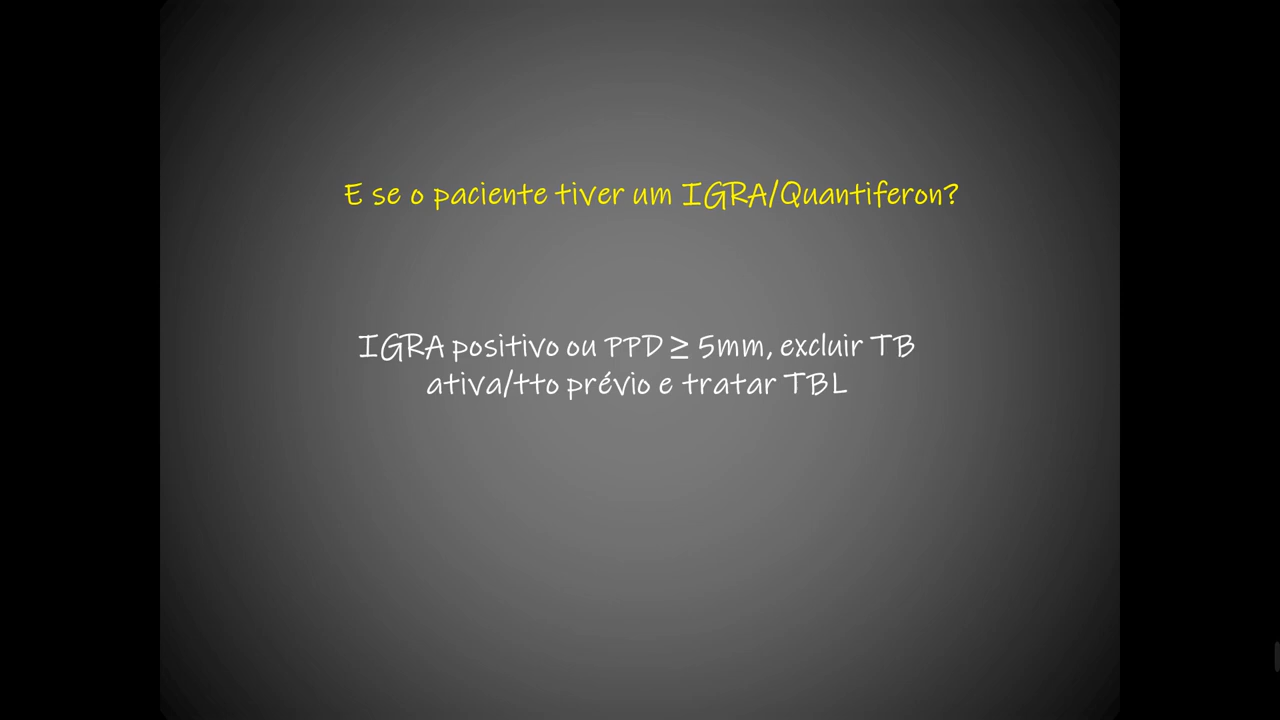 E se o paciente tiver um IGRA/Quantiferon?
IGRA positivo ou PPD ≥ 5mm, excluir TB
ativa/tto prévio e tratar TBL